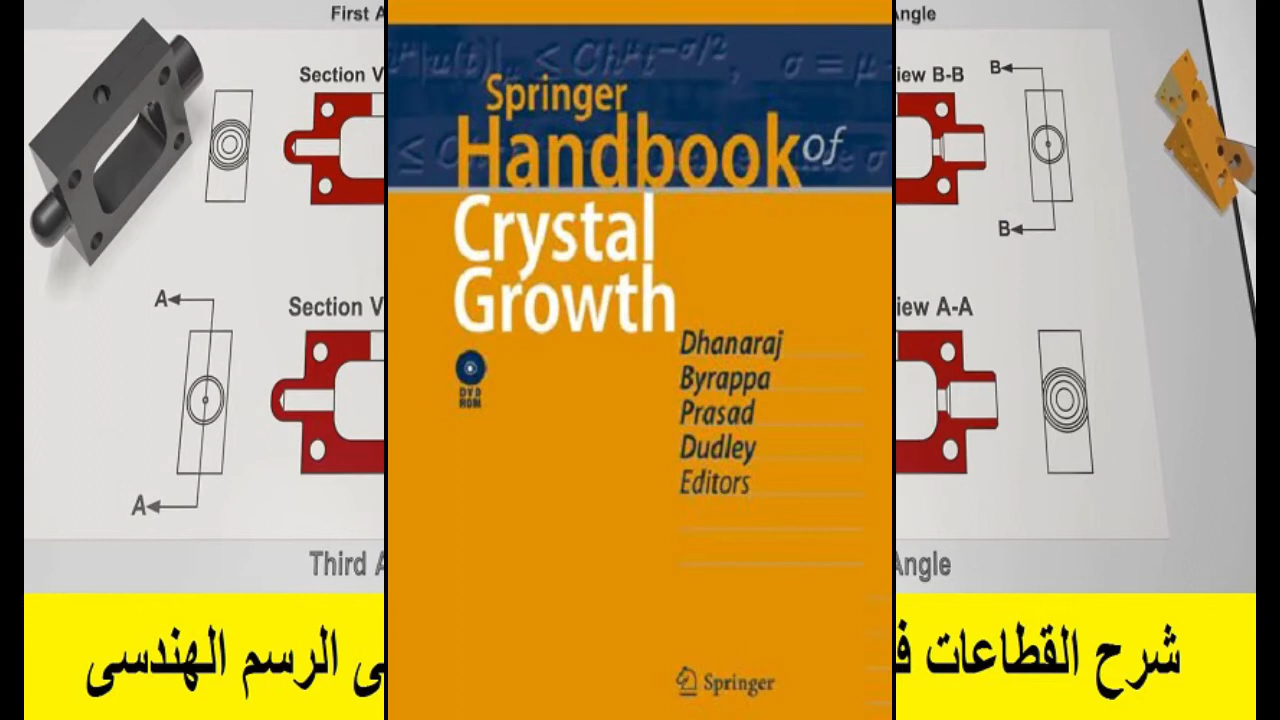 First A
Angle
Section V
iew B-B
B
B
Section V
iew A-A
A
A
Third A
Angle
شرح القطاعات ف
ى الرسم الهندسى
Springer
Handbook of
Crystal
Growth
DVD
ROM
Dhanaraj
Byrappa
Prasad
Dudley
Editors
Springer